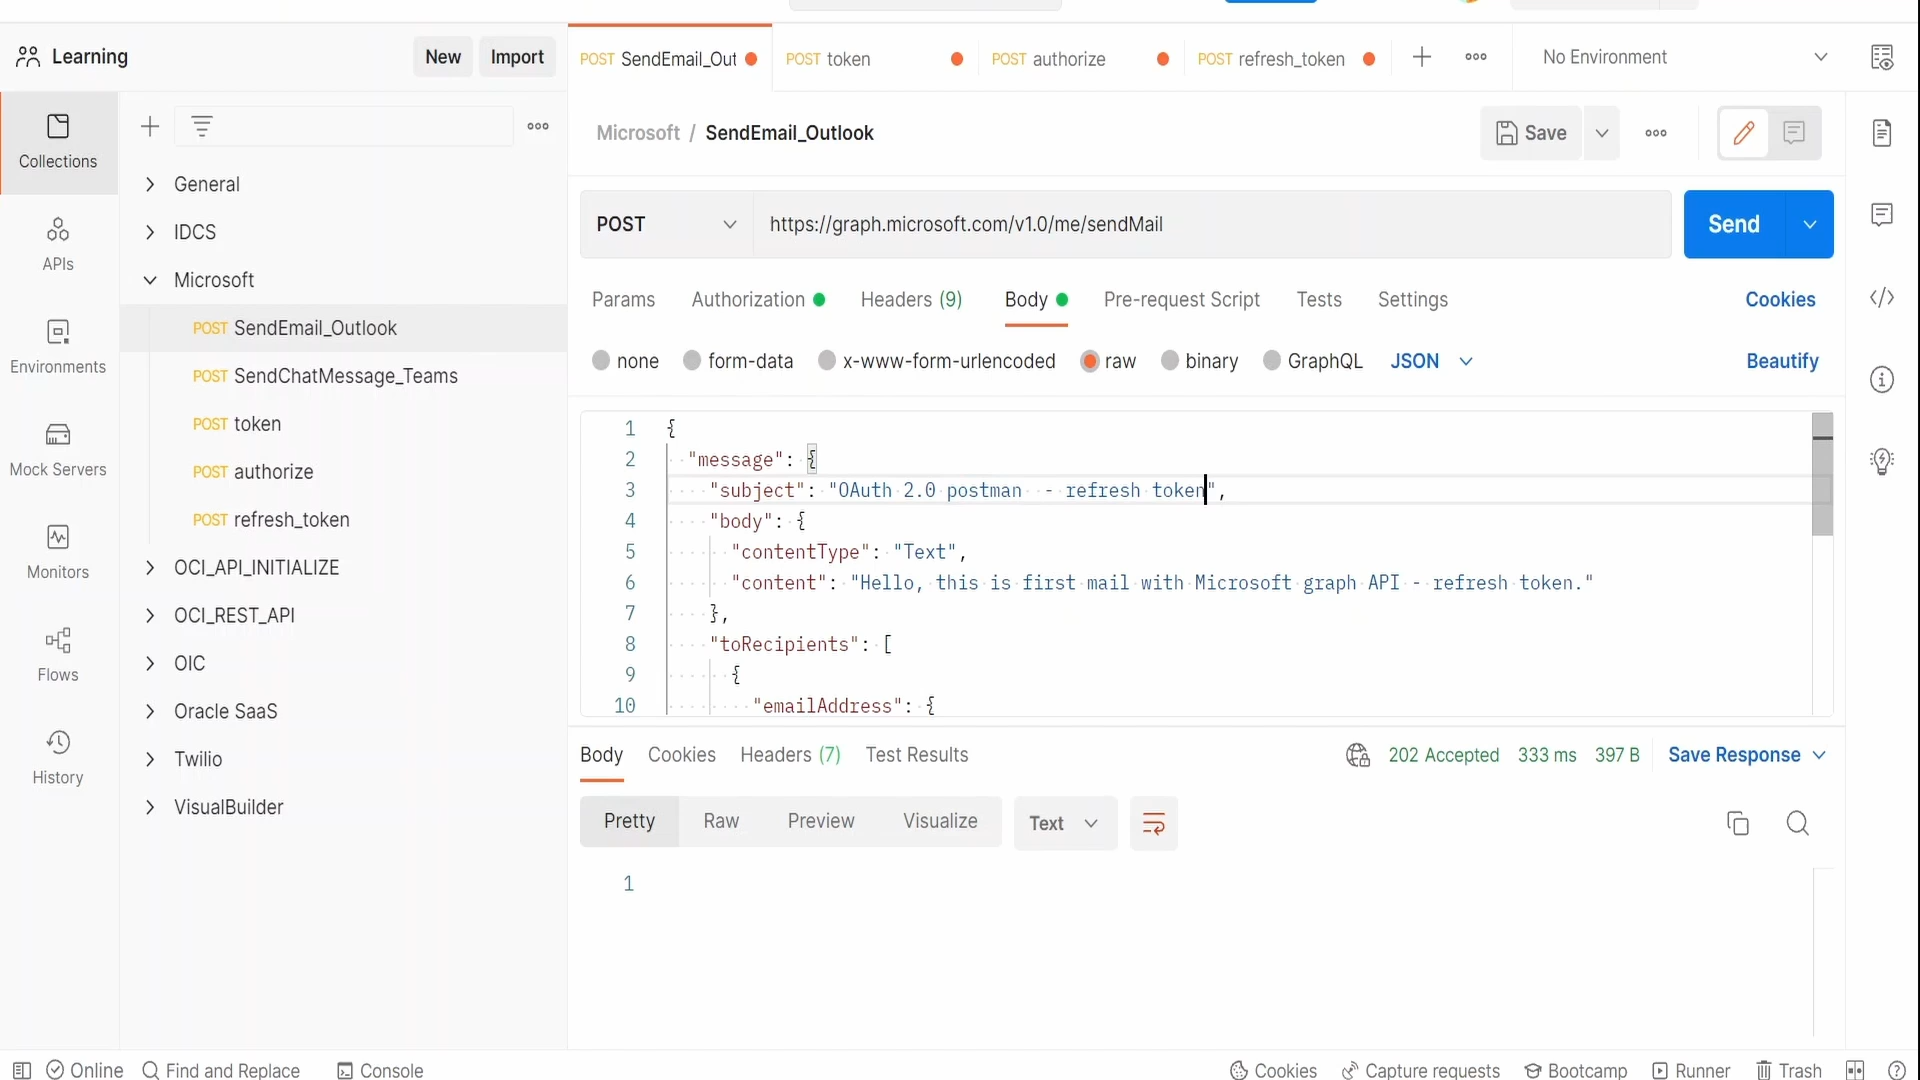 Learning
New
Import
POST SendEmail_Out
POST token
POST authorize
POST refresh_token
No Environment
Collections
APIs
Environments
Mock Servers
Monitors
Flows
History
General
IDCS
Microsoft
POST SendEmail_Outlook
POST SendChatMessage_Teams
POST token
POST authorize
POST refresh_token
OCI_API_INITIALIZE
OCI_REST_API
OIC
Oracle SaaS
Twilio
VisualBuilder
Microsoft / SendEmail_Outlook
Save
POST
https://graph.microsoft.com/v1.0/me/sendMail
Send
Params
Authorization
Headers (9)
Body
Pre-request Script
Tests
Settings
Cookies
none
form-data
x-www-form-urlencoded
raw
binary
GraphQL
JSON
Beautify
1 {
2 "message": {
3 "subject": "OAuth 2.0 postman  - refresh token",
4 "body": {
5 "contentType": "Text",
6 "content": "Hello, this is first mail with Microsoft graph API - refresh token."
7 },
8 "toRecipients": [
9 {
10 "emailAddress": {
Body
Cookies
Headers (7)
Test Results
202 Accepted
333 ms
397 B
Save Response
Pretty
Raw
Preview
Visualize
Text
1
Online
Find and Replace
Console
Cookies
Capture requests
Bootcamp
Runner
Trash